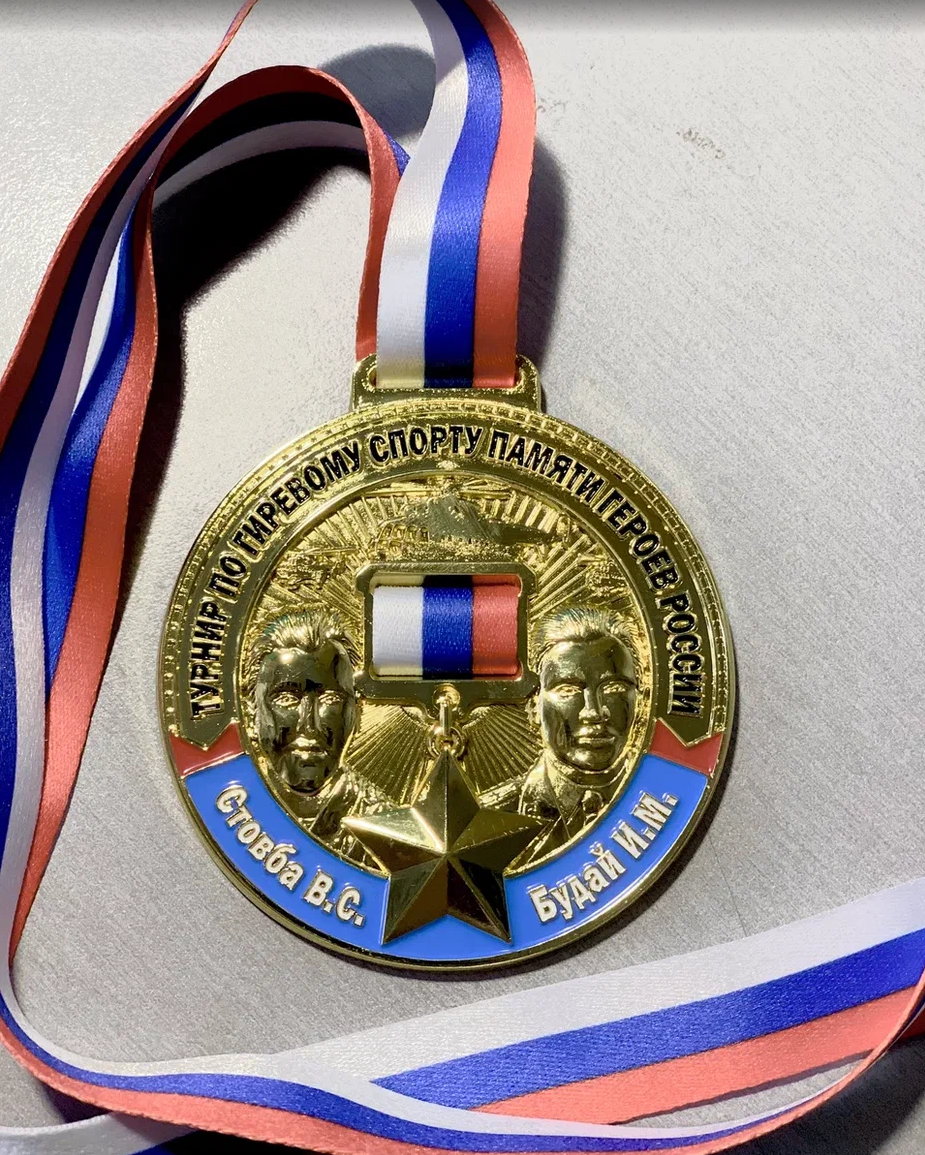 ТУРНИР ПО ГИРЕВОМУ СПОРТУ ПАМЯТИ ГЕРОЕВ РОССИИ
Стовба В.С.
Будай И.М.